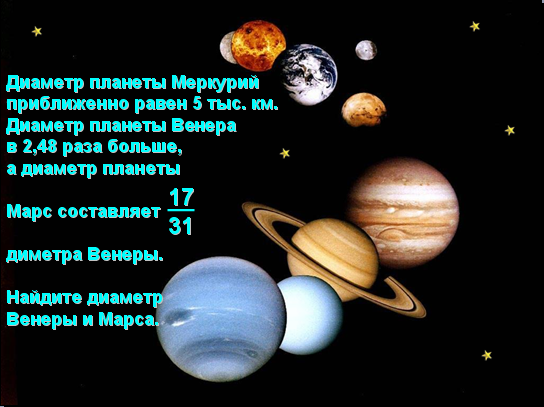 Диаметр планеты Меркурий
приближенно равен 5 тыс. км.
Диаметр планеты Венера
в 2,48 раза больше,
а диаметр планеты
Марс составляет 17/31
диметра Венеры.
Найдите диаметр
Венеры и Марса.